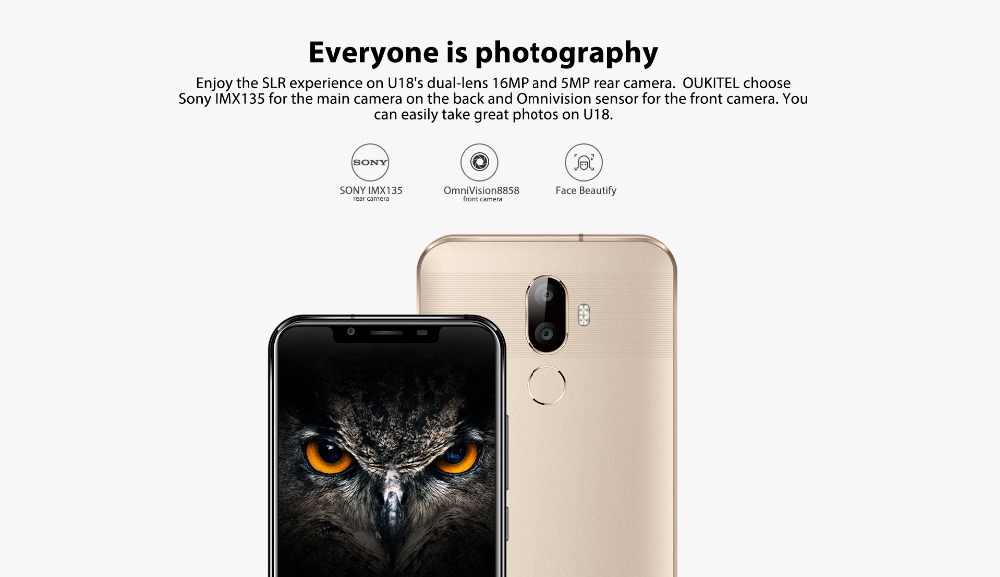 Everyone is photography
Enjoy the SLR experience on U18's dual-lens 16MP and 5MP rear camera.  OUKITEL choose
Sony IMX135 for the main camera on the back and Omnivision sensor for the front camera. You
can easily take great photos on U18.
SONY
SONY IMX135
rear camera
OmniVision8858
front camera
Face Beautify